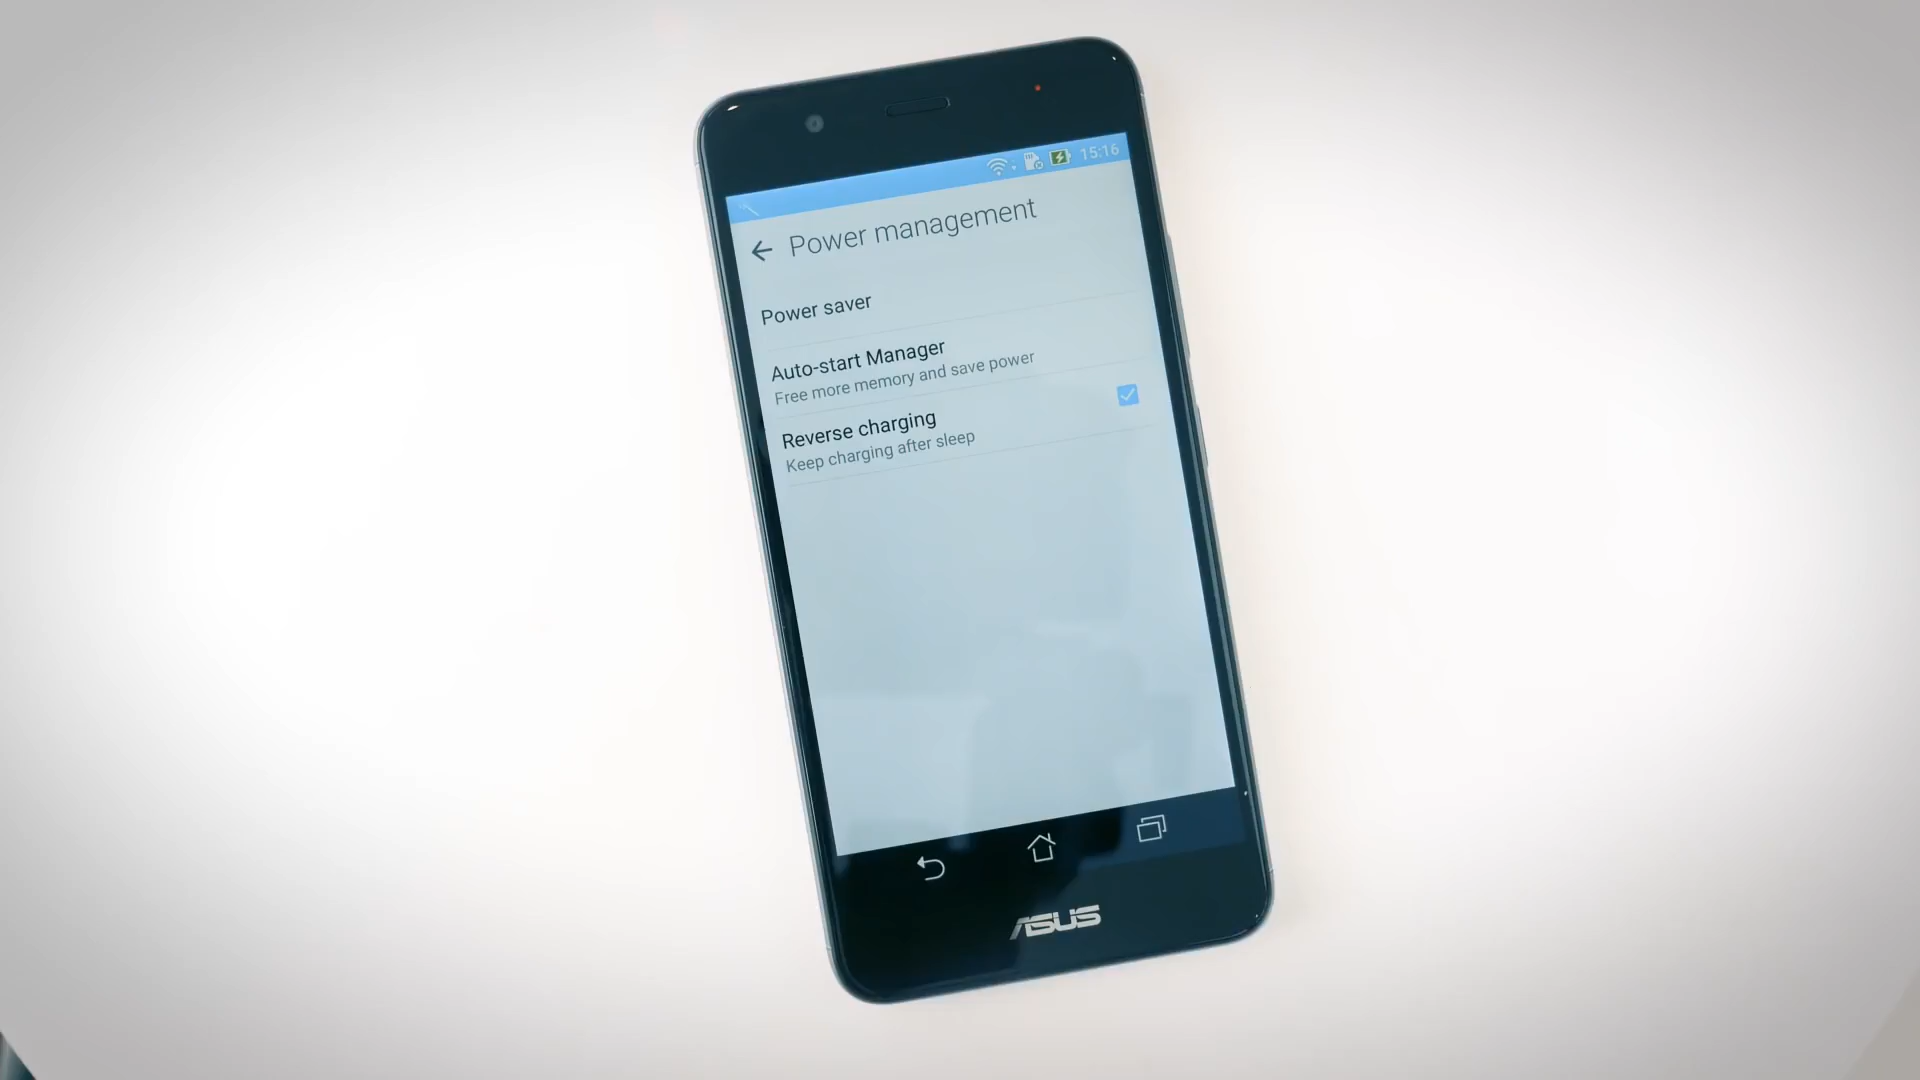 15:16
Power management
Power saver
Auto-start Manager
Free more memory and save power
Reverse charging
Keep charging after sleep
ASUS